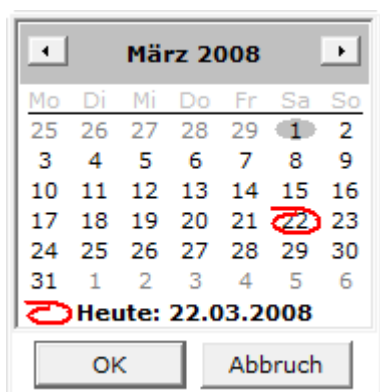 März 2008
Mo Di Mi Do Fr Sa So
25 26 27 28 29 1 2
3 4 5 6 7 8 9
10 11 12 13 14 15 16
17 18 19 20 21 22 23
24 25 26 27 28 29 30
31 1 2 3 4 5 6
Heute: 22.03.2008
OK Abbruch